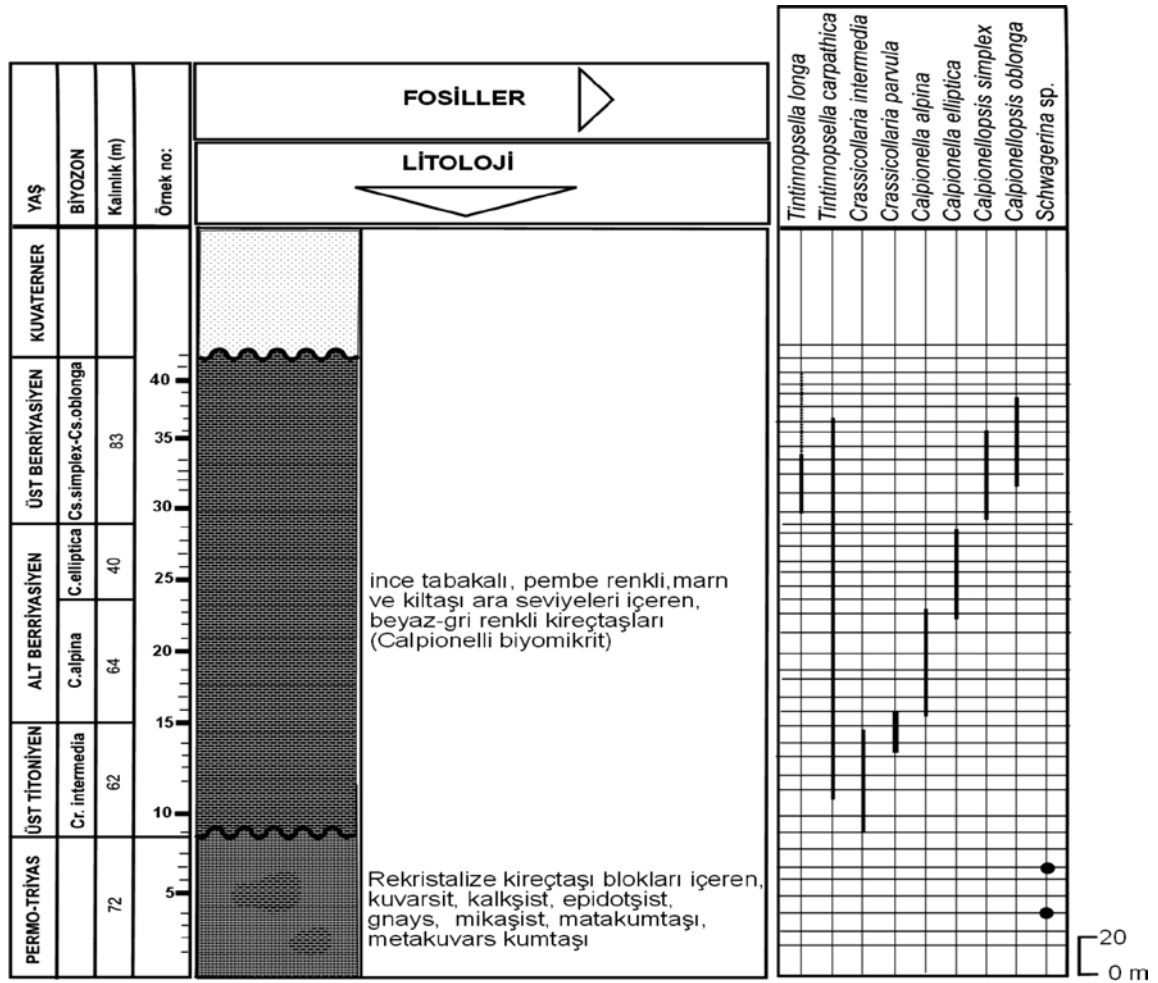 YAŞ
BİYOZON
Kalınlık (m)
Örnek no:
FOSİLLER
LİTOLOJİ
Tintinnopsella longa
Tintinnopsella carpathica
Crassicollaria intermedia
Crassicollaria parvula
Calpionella alpina
Calpionella elliptica
Calpionellopsis simplex
Calpionellopsis oblonga
Schwagerina sp.
KUVATERNER
ÜST BERRİYASİYEN
Cs.simplex-Cs.oblonga
83
40
35
30
ALT BERRİYASİYEN
C.elliptica
40
25
C.alpina
64
20
15
ince tabakalı, pembe renkli,marn
ve kiltaşı ara seviyeleri içeren,
beyaz-gri renkli kireçtaşları
(Calpionelli biyomikrit)
ÜST TİTONİYEN
Cr. intermedia
62
10
PERMO-TRİYAS
72
5
Rekristalize kireçtaşı blokları içeren,
kuvarsit, kalkşist, epidotşist,
gnays, mikaşist, matakumtaşı,
metakuvars kumtaşı
20
0 m